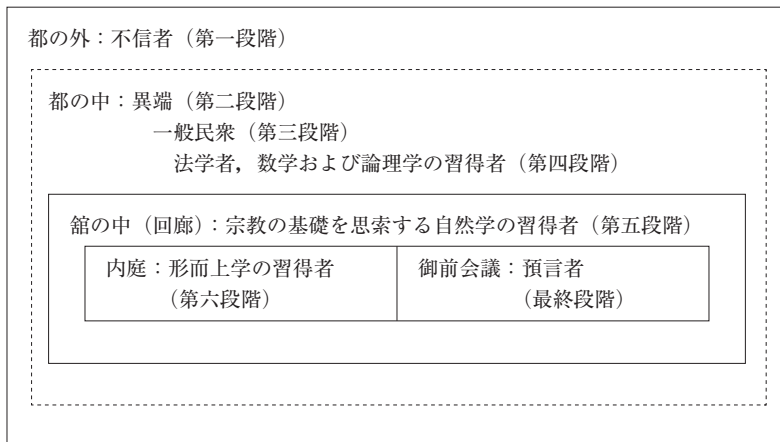 都の外：不信者（第一段階）
都の中：異端（第二段階）
一般民衆（第三段階）
法学者，数学および論理学の習得者（第四段階）
舘の中（回廊）：宗教の基礎を思索する自然学の習得者（第五段階）
内庭：形而上学の習得者
（第六段階）
御前会議：預言者
（最終段階）